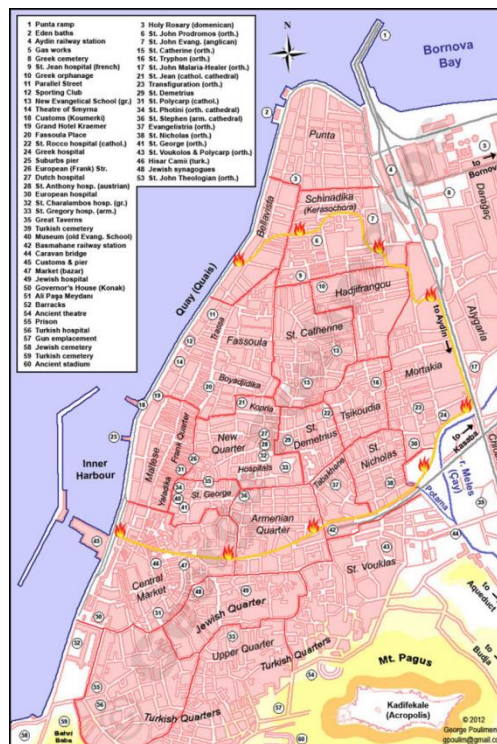 1 Punta ramp
2 Eden baths
4 Aydin railway station
5 Gas works
8 Greek cemetery
9 St. Jean hospital (french)
10 Greek orphanage
11 Parallel Street
12 Sporting Club
13 New Evangelical School (gr.)
14 Theatre of Smyrna
18 Customs (Koumerki)
19 Grand Hotel Kraemer
20 Fassoula Place
22 St. Rocco hospital (cathol.)
24 Greek hospital
25 Suburbs pier
26 European (Frank) Str.
27 Dutch hospital
28 St. Anthony hosp. (austrian)
30 European hospital
32 St. Charalambos hosp. (gr.)
33 St. Gregory hosp. (arm.)
35 Great Taverns
39 Turkish cemetery
40 Museum (old Evang. School)
42 Basmahane railway station
44 Caravan bridge
45 Customs & pier
47 Market (bazar)
49 Jewish hospital
50 Governor's House (Konak)
51 Ali Paşa Meydanı
52 Barracks
54 Ancient theatre
55 Prison
56 Turkish hospital
57 Gun emplacement
58 Jewish cemetery
59 Turkish cemetery
60 Ancient stadium
3 Holy Rosary (domenican)
6 St. John Prodromos (orth.)
7 St. John Evang. (anglican)
15 St. Catherine (orth.)
16 St. Tryphon (orth.)
17 St. John Malaria-Healer (orth.)
21 St. Jean (cathol. cathedral)
23 Transfiguration (orth.)
29 St. Demetrius
31 St. Polycarp (cathol.)
34 St. Photini (orth. cathedral)
36 St. Stephen (arm. cathedral)
37 Evangelistria (orth.)
38 St. Nicholas (orth.)
41 St. George (orth.)
43 St. Voukolos & Polycarp (orth.)
46 Hisar Camii (turk.)
48 Jewish synagogues
53 St. John Theologian (orth.)
N
Bornova
Bay
Punta
to
Bornova
Daragaç
Schinadika
(Kerasochora)
Bellavista
Quay (Quais)
Hadjifrangou
to Aydin
Alygaria
Trassa
Fassoula
St. Catherine
Mortakia
Boyadjidika
Kopria
Tsikoudia
St.
Demetrius
New
Quarter
Hospitals
Maltese
Frank Quarter
Yaladika
St. George
Tabakhane
St.
Nicholas
to
Kasaba
r. Meles
(Çay)
Potama
Inner
Harbour
Armenian
Quarter
St. Vouklas
Central
Market
Jewish Quarter
Upper Quarter
Turkish Quarters
Turkish Quarters
to
Aqueduct
to
Budja
Mt. Pagus
Kadifekale
(Acropolis)
Bahri
Baba
© 2012
George Poulimenos